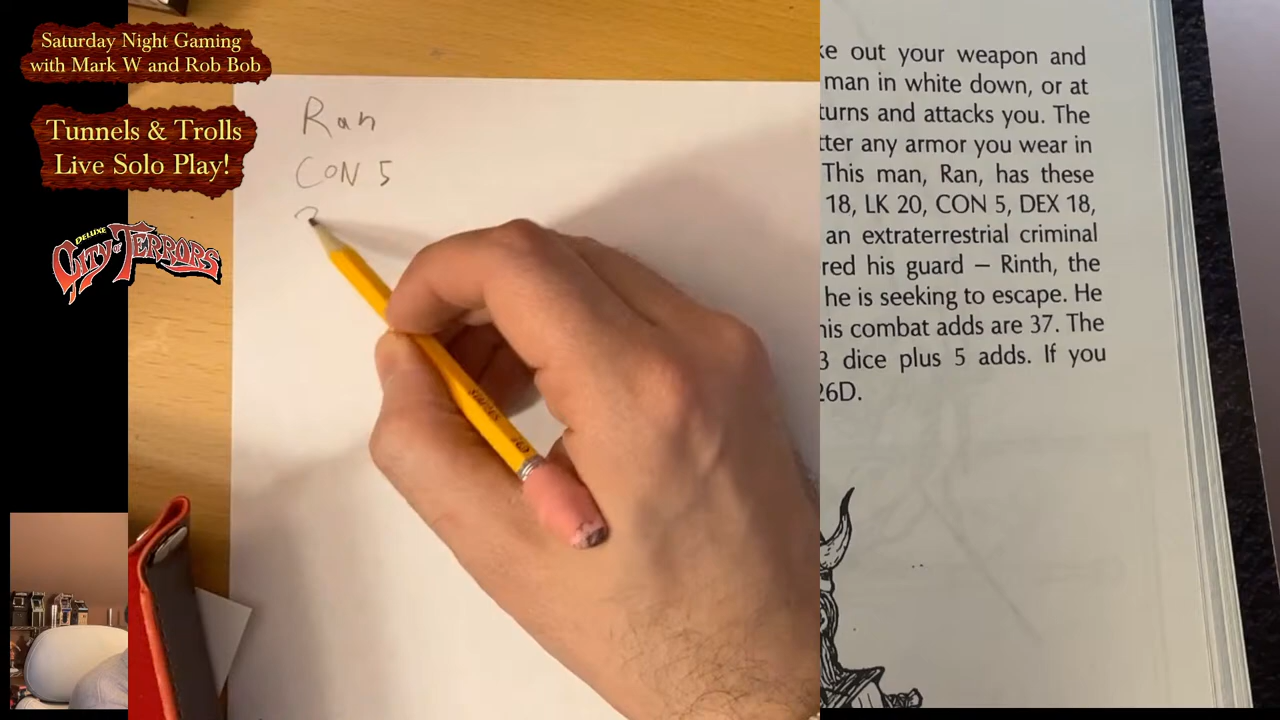 Saturday Night Gaming
with Mark W and Rob Bob
Tunnels & Trolls
Live Solo Play!
DELUXE
CITY OF TERRORS
Ran
CON 5
out your weapon and
man in white down, or at
turns and attacks you. The
any armor you wear in
This man, Ran, has these
18, LK 20, CON 5, DEX 18,
an extraterrestrial criminal
his guard – Rinth, the
he is seeking to escape. He
his combat adds are 37. The
3 dice plus 5 adds. If you
26D.